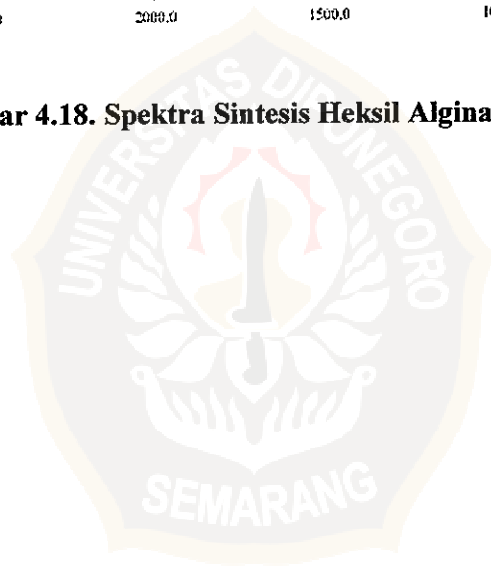 2000.0 1500.0
ar 4.18. Spektra Sintesis Heksil Algina
UNIVERSITAS DIPONEGORO
SEMARANG